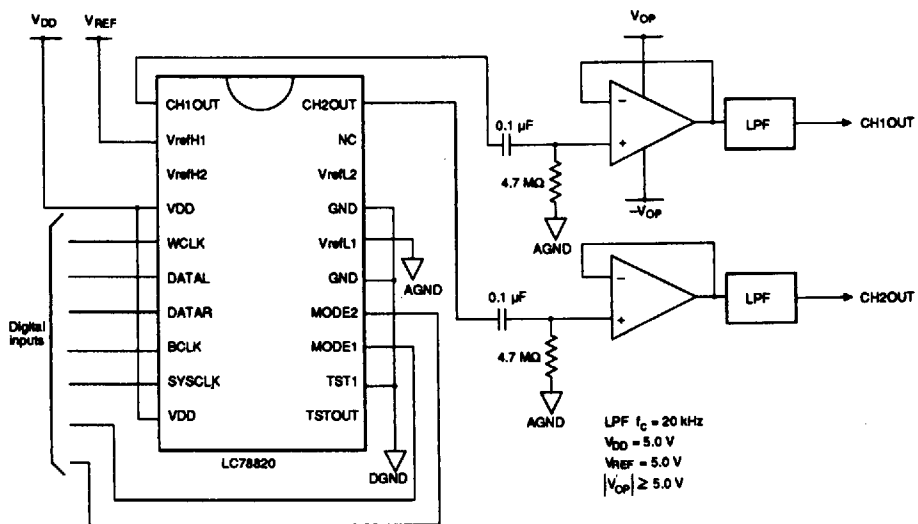 VDD VREF
VOP
CH1OUT CH2OUT
VrefH1 NC
VrefH2 VrefL2
VDD GND
WCLK VrefL1
DATAL GND
DATAR MODE2
BCLK MODE1
SYSCLK TST1
VDD TSTOUT
LC78820
Digital
inputs
AGND
DGND
0.1 µF
4.7 MΩ
AGND
−
+
−VOP
LPF
CH1OUT
0.1 µF
4.7 MΩ
AGND
−
+
LPF
CH2OUT
LPF fC = 20 kHz
VDD = 5.0 V
VREF = 5.0 V
|VOP| ≥ 5.0 V